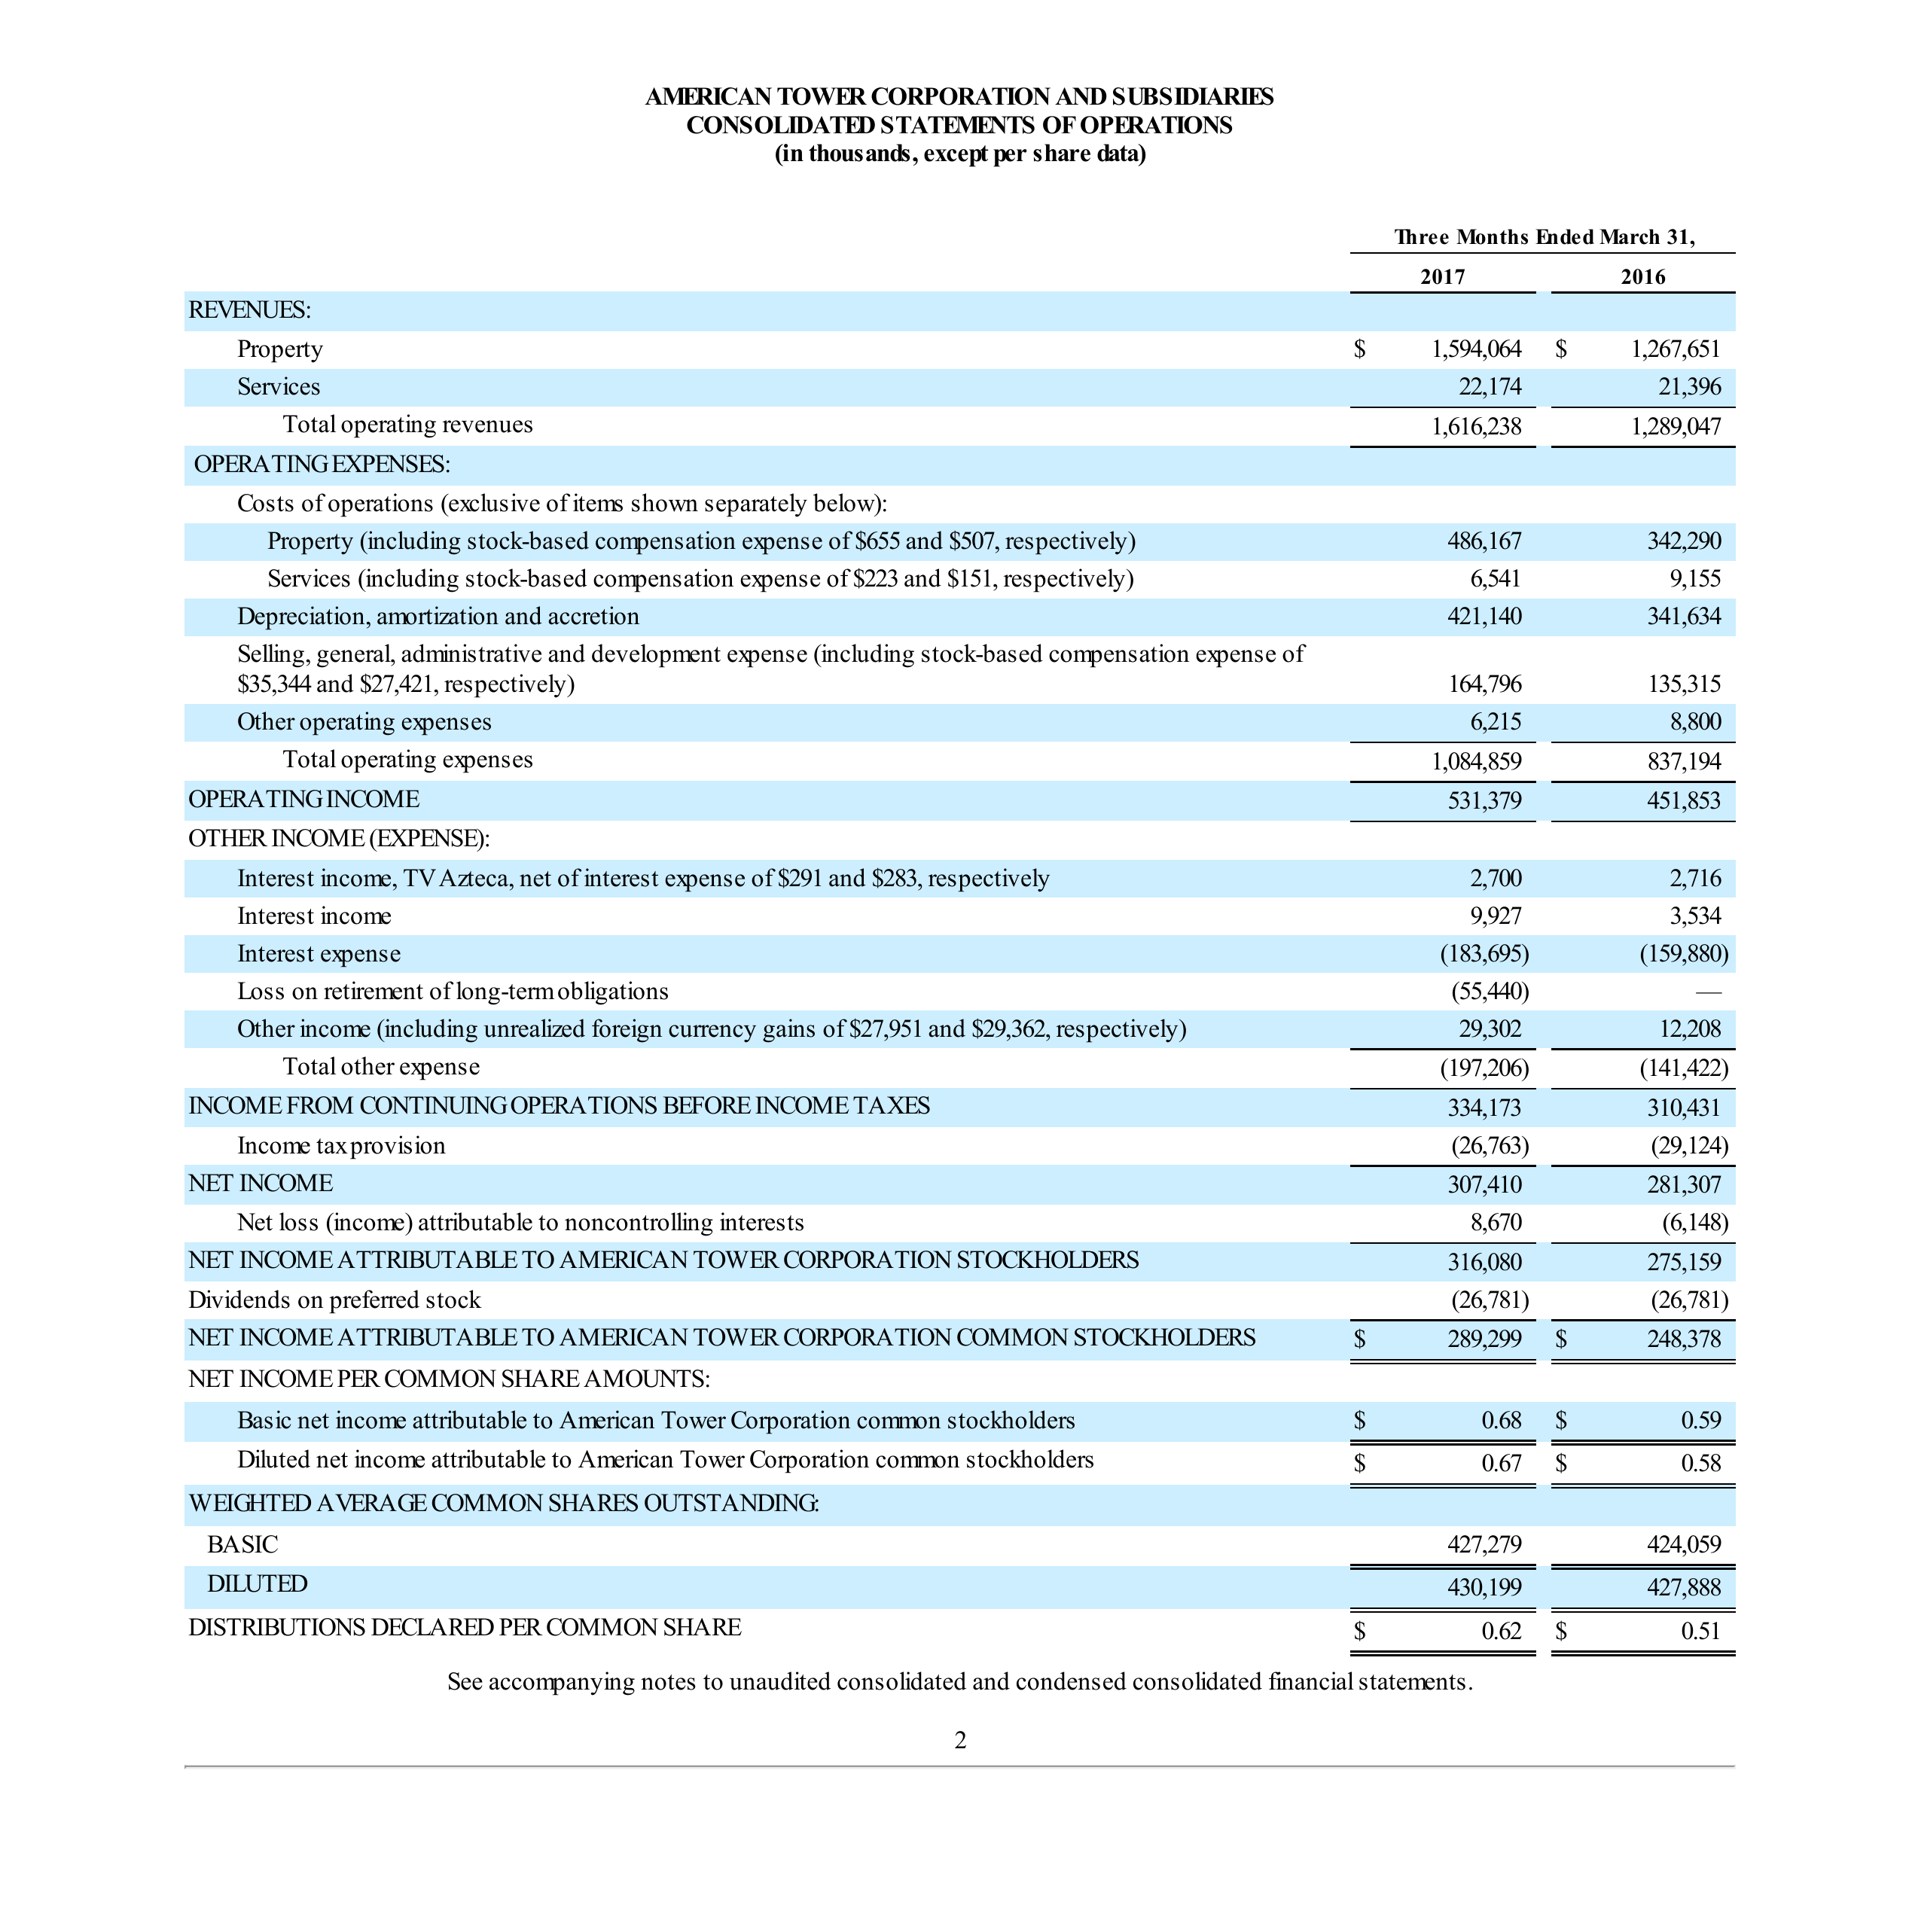 AMERICAN TOWER CORPORATION AND SUBSIDIARIES
CONSOLIDATED STATEMENTS OF OPERATIONS
(in thousands, except per share data)
Three Months Ended March 31,
2017 2016
REVENUES:
Property $ 1,594,064 $ 1,267,651
Services 22,174 21,396
Total operating revenues 1,616,238 1,289,047
OPERATING EXPENSES:
Costs of operations (exclusive of items shown separately below):
Property (including stock-based compensation expense of $655 and $507, respectively) 486,167 342,290
Services (including stock-based compensation expense of $223 and $151, respectively) 6,541 9,155
Depreciation, amortization and accretion 421,140 341,634
Selling, general, administrative and development expense (including stock-based compensation expense of
$35,344 and $27,421, respectively) 164,796 135,315
Other operating expenses 6,215 8,800
Total operating expenses 1,084,859 837,194
OPERATING INCOME 531,379 451,853
OTHER INCOME (EXPENSE):
Interest income, TV Azteca, net of interest expense of $291 and $283, respectively 2,700 2,716
Interest income 9,927 3,534
Interest expense (183,695) (159,880)
Loss on retirement of long-term obligations (55,440) —
Other income (including unrealized foreign currency gains of $27,951 and $29,362, respectively) 29,302 12,208
Total other expense (197,206) (141,422)
INCOME FROM CONTINUING OPERATIONS BEFORE INCOME TAXES 334,173 310,431
Income tax provision (26,763) (29,124)
NET INCOME 307,410 281,307
Net loss (income) attributable to noncontrolling interests 8,670 (6,148)
NET INCOME ATTRIBUTABLE TO AMERICAN TOWER CORPORATION STOCKHOLDERS 316,080 275,159
Dividends on preferred stock (26,781) (26,781)
NET INCOME ATTRIBUTABLE TO AMERICAN TOWER CORPORATION COMMON STOCKHOLDERS $ 289,299 $ 248,378
NET INCOME PER COMMON SHARE AMOUNTS:
Basic net income attributable to American Tower Corporation common stockholders $ 0.68 $ 0.59
Diluted net income attributable to American Tower Corporation common stockholders $ 0.67 $ 0.58
WEIGHTED AVERAGE COMMON SHARES OUTSTANDING:
BASIC 427,279 424,059
DILUTED 430,199 427,888
DISTRIBUTIONS DECLARED PER COMMON SHARE $ 0.62 $ 0.51
See accompanying notes to unaudited consolidated and condensed consolidated financial statements.
2